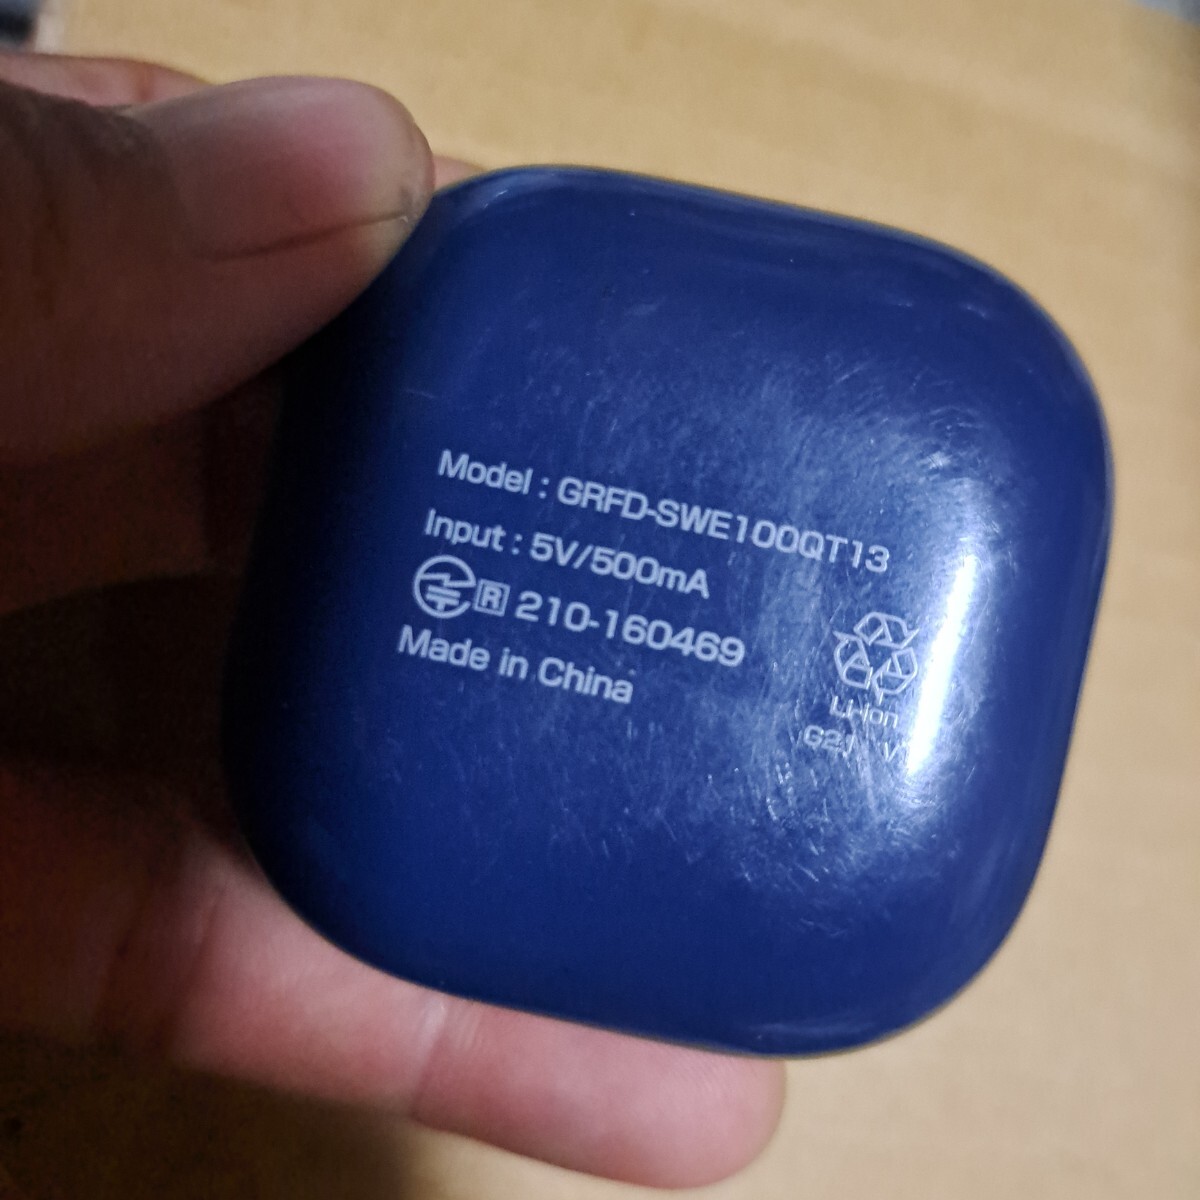 Model : GRFD-SWE100QT13
Input : 5V/500mA
R 210-160469
Made in China
Li-ion